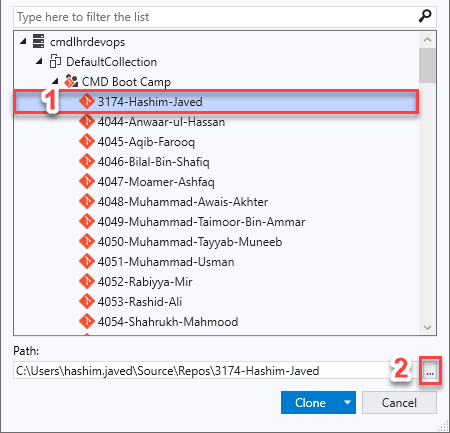 Type here to filter the list
cmdlhrdevops
DefaultCollection
CMD Boot Camp
1
3174-Hashim-Javed
4044-Anwaar-ul-Hassan
4045-Aqib-Farooq
4046-Bilal-Bin-Shafiq
4047-Moamer-Ashfaq
4048-Muhammad-Awais-Akhter
4049-Muhammad-Taimoor-Bin-Ammar
4050-Muhammad-Tayyab-Muneeb
4051-Muhammad-Usman
4052-Rabiyya-Mir
4053-Rashid-Ali
4054-Shahrukh-Mahmood
Path:
C:\Users\hashim.javed\Source\Repos\3174-Hashim-Javed
2
...
Clone
Cancel